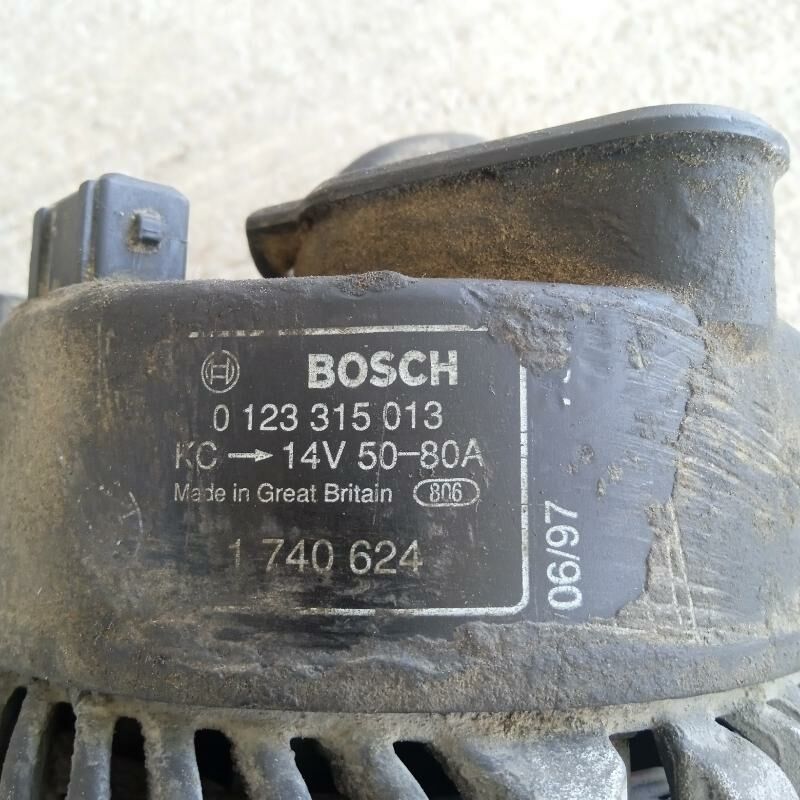 BOSCH
0 123 315 013
KC → 14V 50-80A
Made in Great Britain 806
1 740 624
06/97